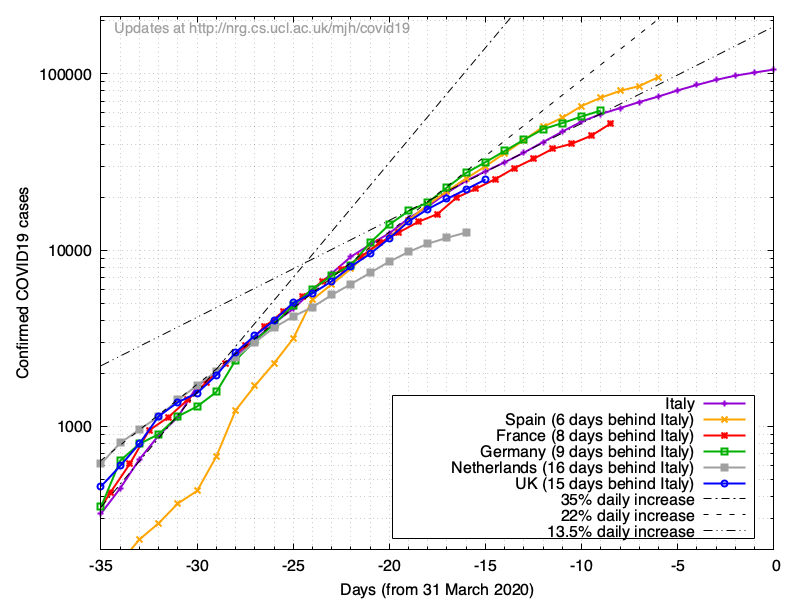 Updates at http://nrg.cs.ucl.ac.uk/mjh/covid19
100000
10000
1000
Confirmed COVID19 cases
Italy
Spain (6 days behind Italy)
France (8 days behind Italy)
Germany (9 days behind Italy)
Netherlands (16 days behind Italy)
UK (15 days behind Italy)
35% daily increase
22% daily increase
13.5% daily increase
-35 -30 -25 -20 -15 -10 -5 0
Days (from 31 March 2020)